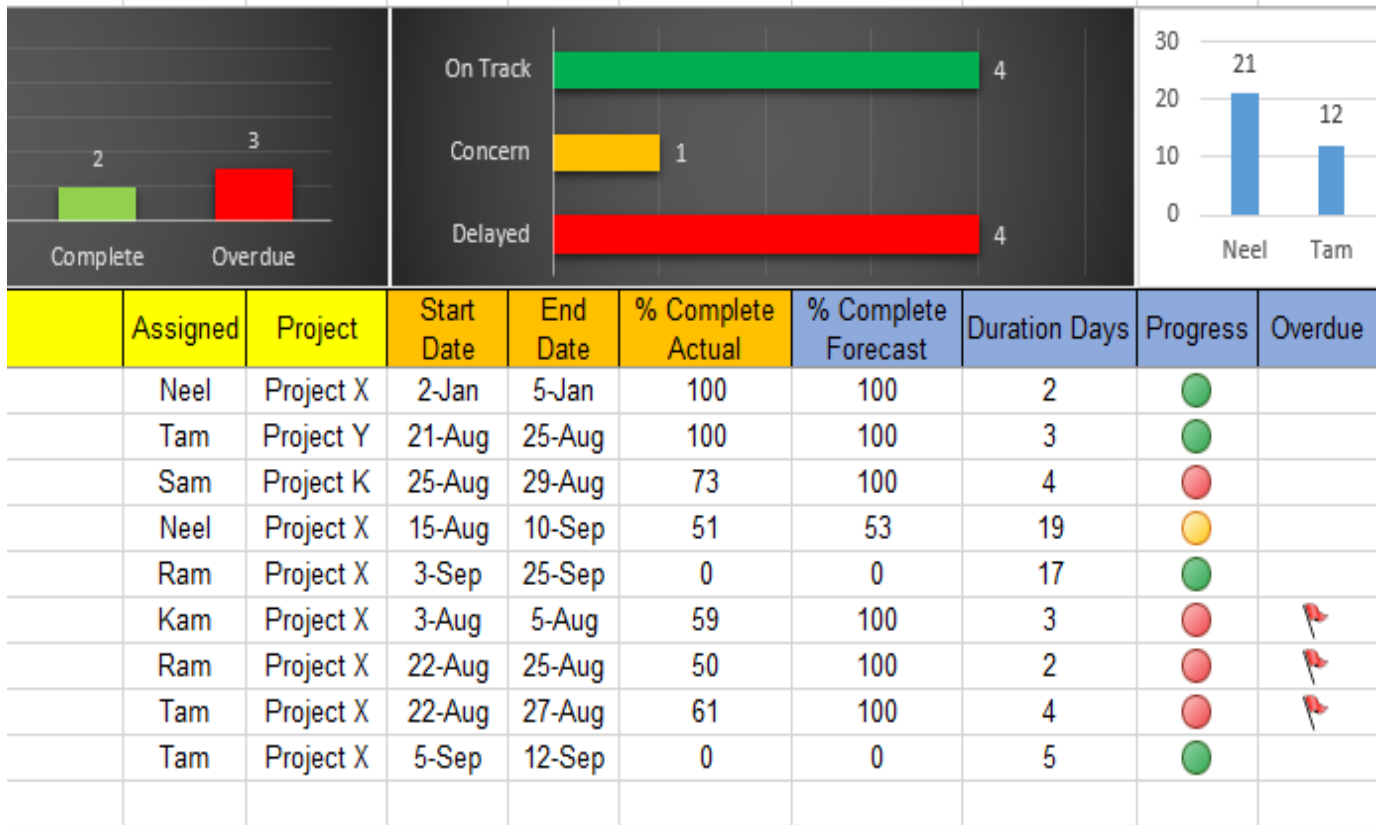 2
3
Complete
Overdue
On Track
4
Concern
1
Delayed
4
30
20
10
0
21
12
Neel
Tam
Assigned
Project
Start
Date
End
Date
% Complete
Actual
% Complete
Forecast
Duration Days
Progress
Overdue
Neel Project X 2-Jan 5-Jan 100 100 2
Tam Project Y 21-Aug 25-Aug 100 100 3
Sam Project K 25-Aug 29-Aug 73 100 4
Neel Project X 15-Aug 10-Sep 51 53 19
Ram Project X 3-Sep 25-Sep 0 0 17
Kam Project X 3-Aug 5-Aug 59 100 3
Ram Project X 22-Aug 25-Aug 50 100 2
Tam Project X 22-Aug 27-Aug 61 100 4
Tam Project X 5-Sep 12-Sep 0 0 5